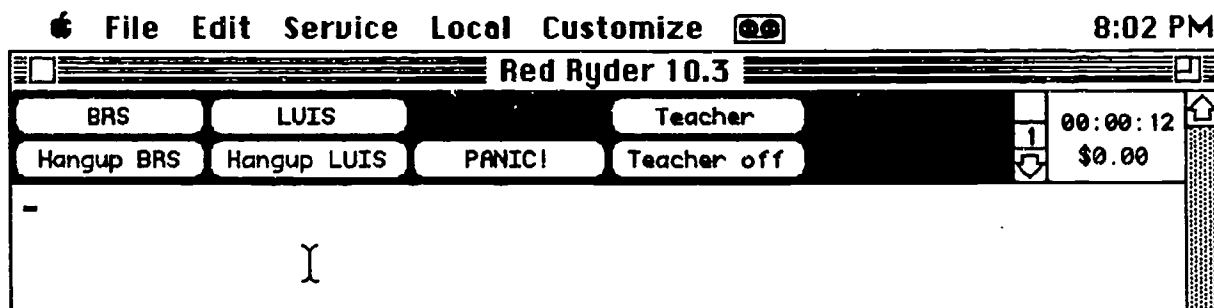 File Edit Service Local Customize 8:02 PM
Red Ryder 10.3
BRS LUIS Teacher 00:00:12
Hangup BRS Hangup LUIS PANIC! Teacher off 1 $0.00